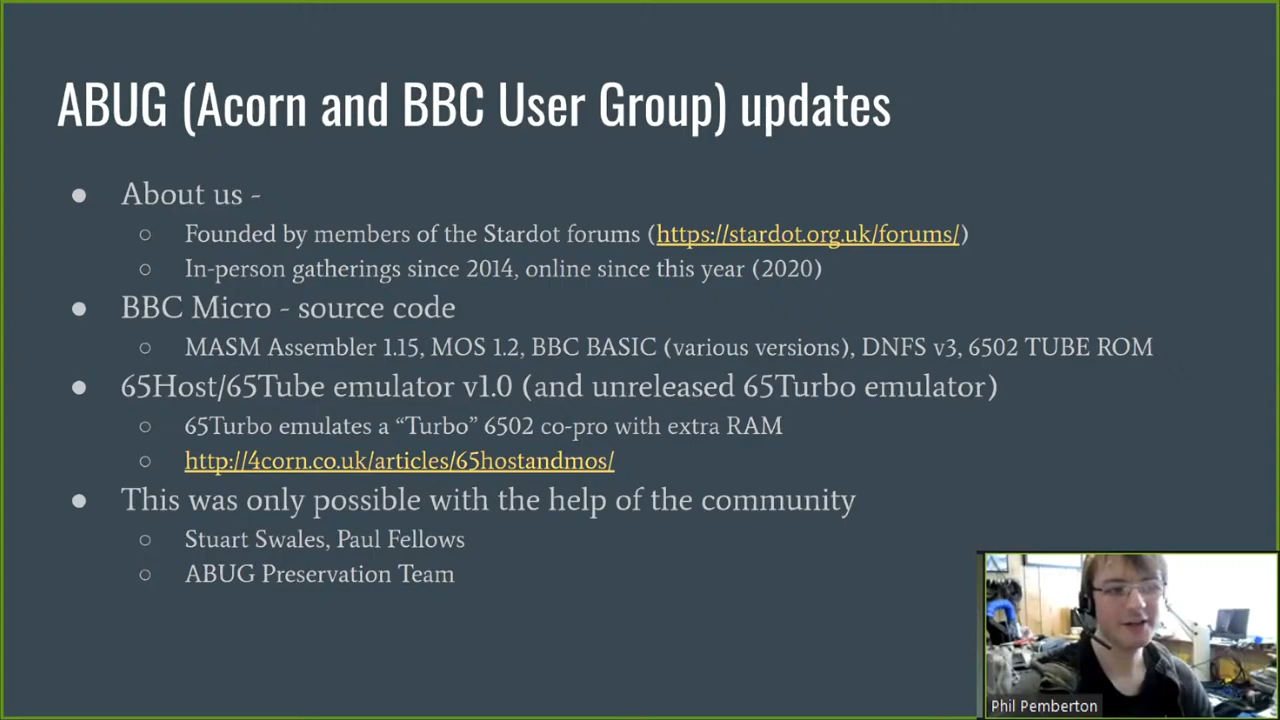 ABUG (Acorn and BBC User Group) updates
● About us -
○ Founded by members of the Stardot forums (https://stardot.org.uk/forums/)
○ In-person gatherings since 2014, online since this year (2020)
● BBC Micro - source code
○ MASM Assembler 1.15, MOS 1.2, BBC BASIC (various versions), DNFS v3, 6502 TUBE ROM
● 65Host/65Tube emulator v1.0 (and unreleased 65Turbo emulator)
○ 65Turbo emulates a “Turbo” 6502 co-pro with extra RAM
○ http://4corn.co.uk/articles/65hostandmos/
● This was only possible with the help of the community
○ Stuart Swales, Paul Fellows
○ ABUG Preservation Team
Phil Pemberton